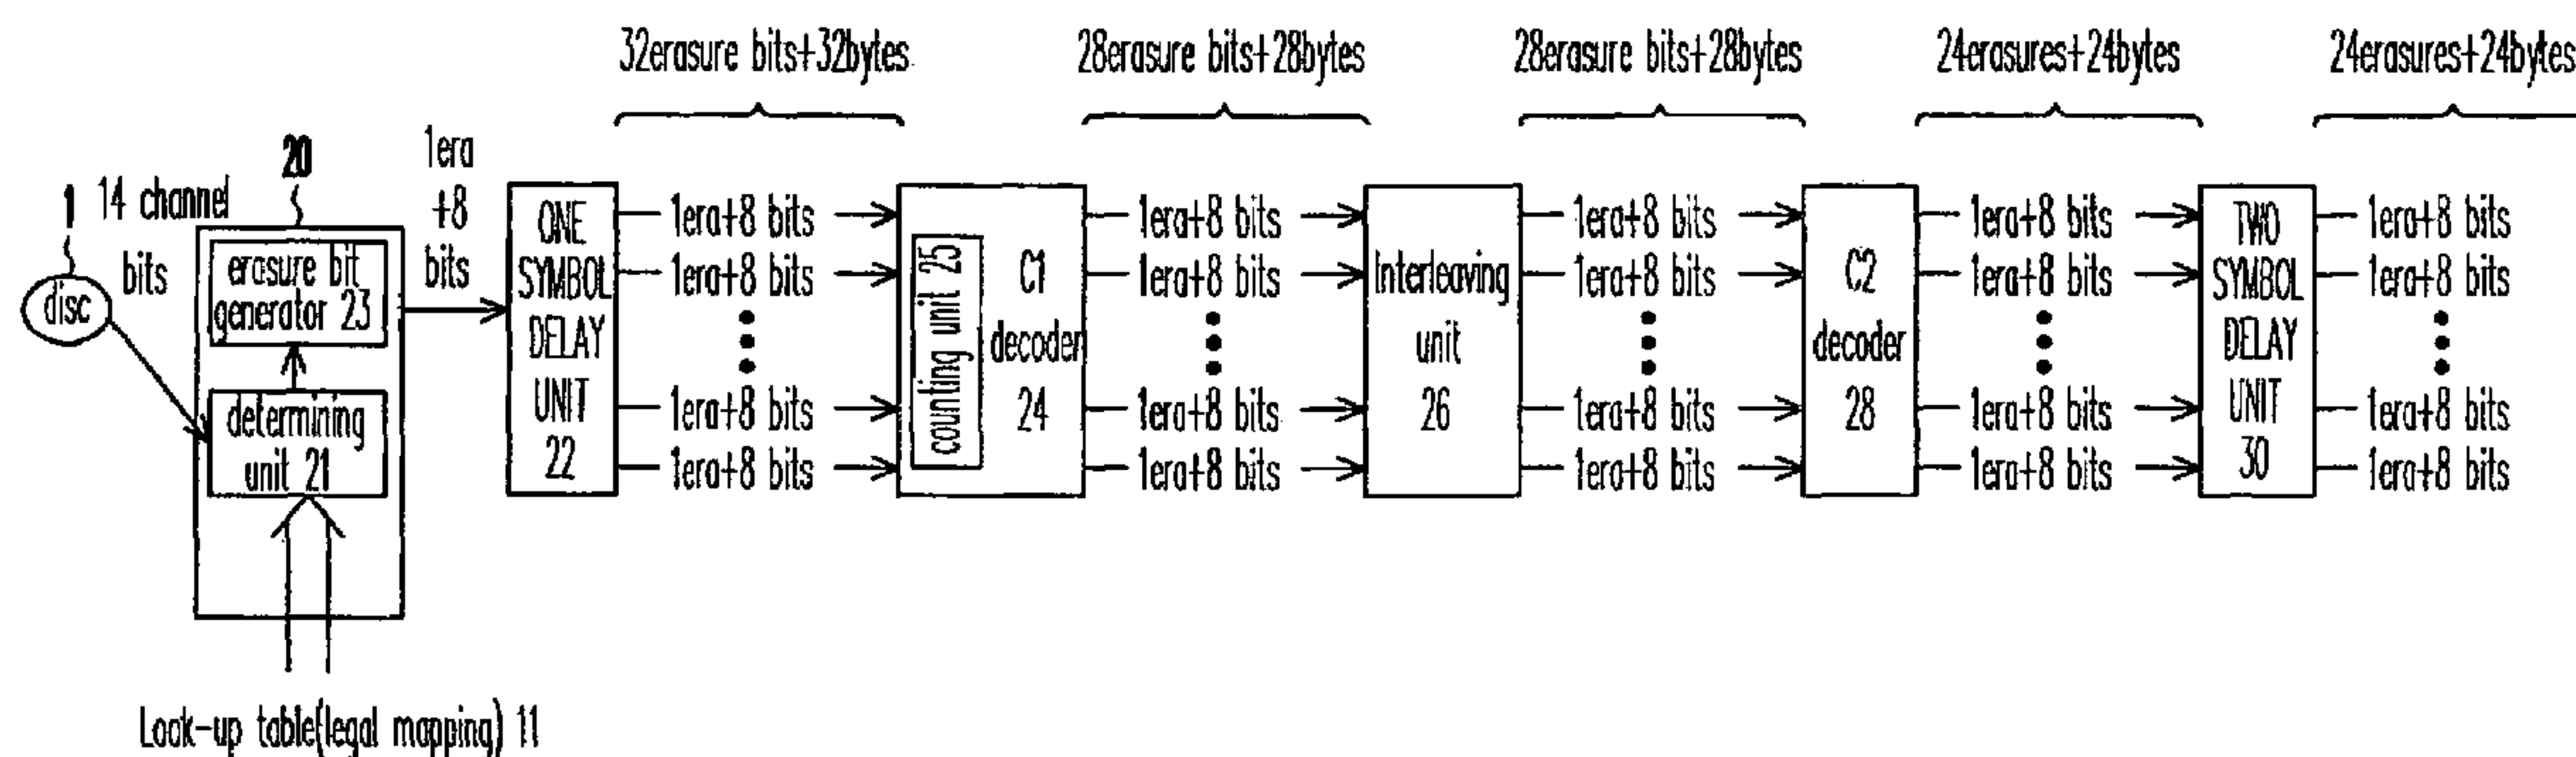 32erasure bits+32bytes
28erasure bits+28bytes
28erasure bits+28bytes
24erasures+24bytes
24erasures+24bytes
1
14 channel
bits
disc
20
erasure bit
generator 23
determining
unit 21
Look-up table(legal mapping) 11
1era
+8
bits
ONE
SYMBOL
DELAY
UNIT
22
1era+8 bits
1era+8 bits
1era+8 bits
1era+8 bits
counting unit 25
C1
decoder
24
1era+8 bits
1era+8 bits
1era+8 bits
1era+8 bits
Interleaving
unit
26
1era+8 bits
1era+8 bits
1era+8 bits
1era+8 bits
C2
decoder
28
1era+8 bits
1era+8 bits
1era+8 bits
1era+8 bits
TWO
SYMBOL
DELAY
UNIT
30
1era+8 bits
1era+8 bits
1era+8 bits
1era+8 bits